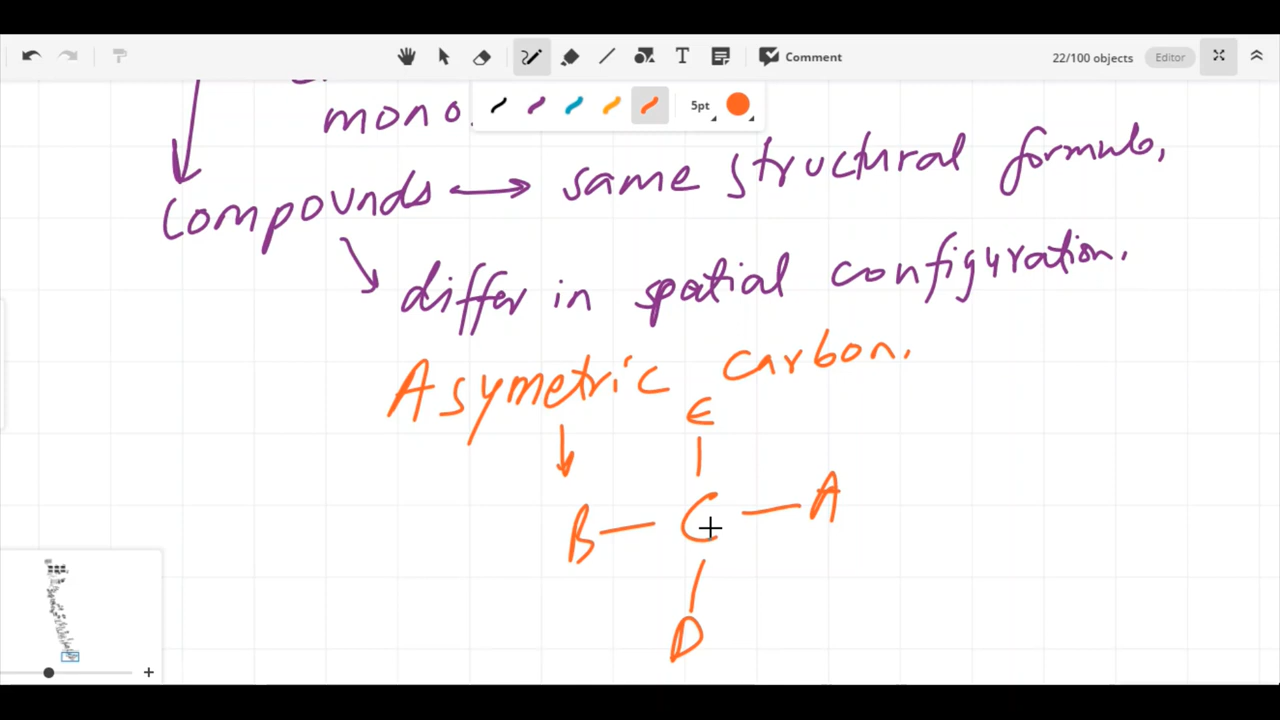 Comment
22/100 objects
Editor
5pt
mono
compounds ↔ same structural formula,
differ in spatial configuration.
Asymetric carbon.
E
B — C — A
D